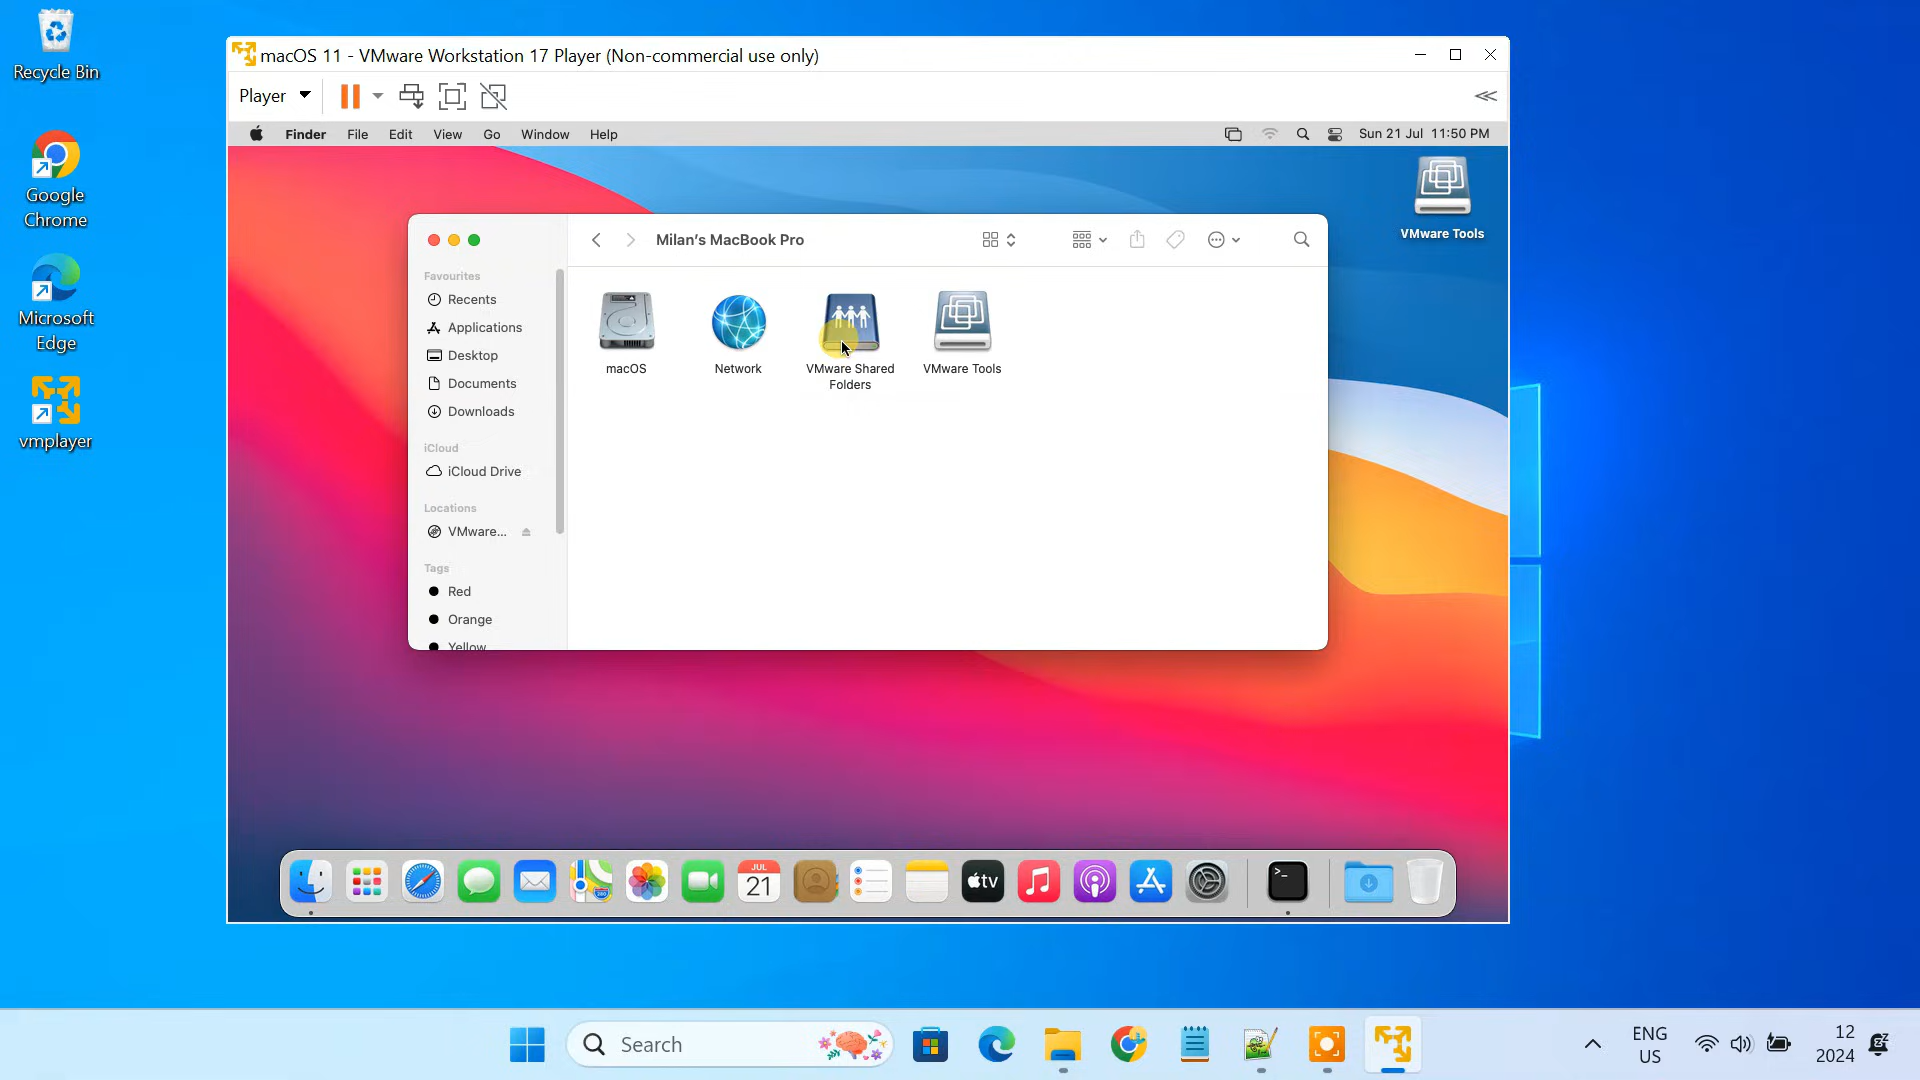 Recycle Bin
Google
Chrome
Microsoft
Edge
vmplayer
macOS 11 - VMware Workstation 17 Player (Non-commercial use only)
Player
Finder File Edit View Go Window Help
Sun 21 Jul 11:50 PM
VMware Tools
Milan's MacBook Pro
Favourites
Recents
Applications
Desktop
Documents
Downloads
iCloud
iCloud Drive
Locations
VMware...
Tags
Red
Orange
Yellow
macOS
Network
VMware Shared
Folders
VMware Tools
JUL
21
tv
Search
ENG
US
12
2024